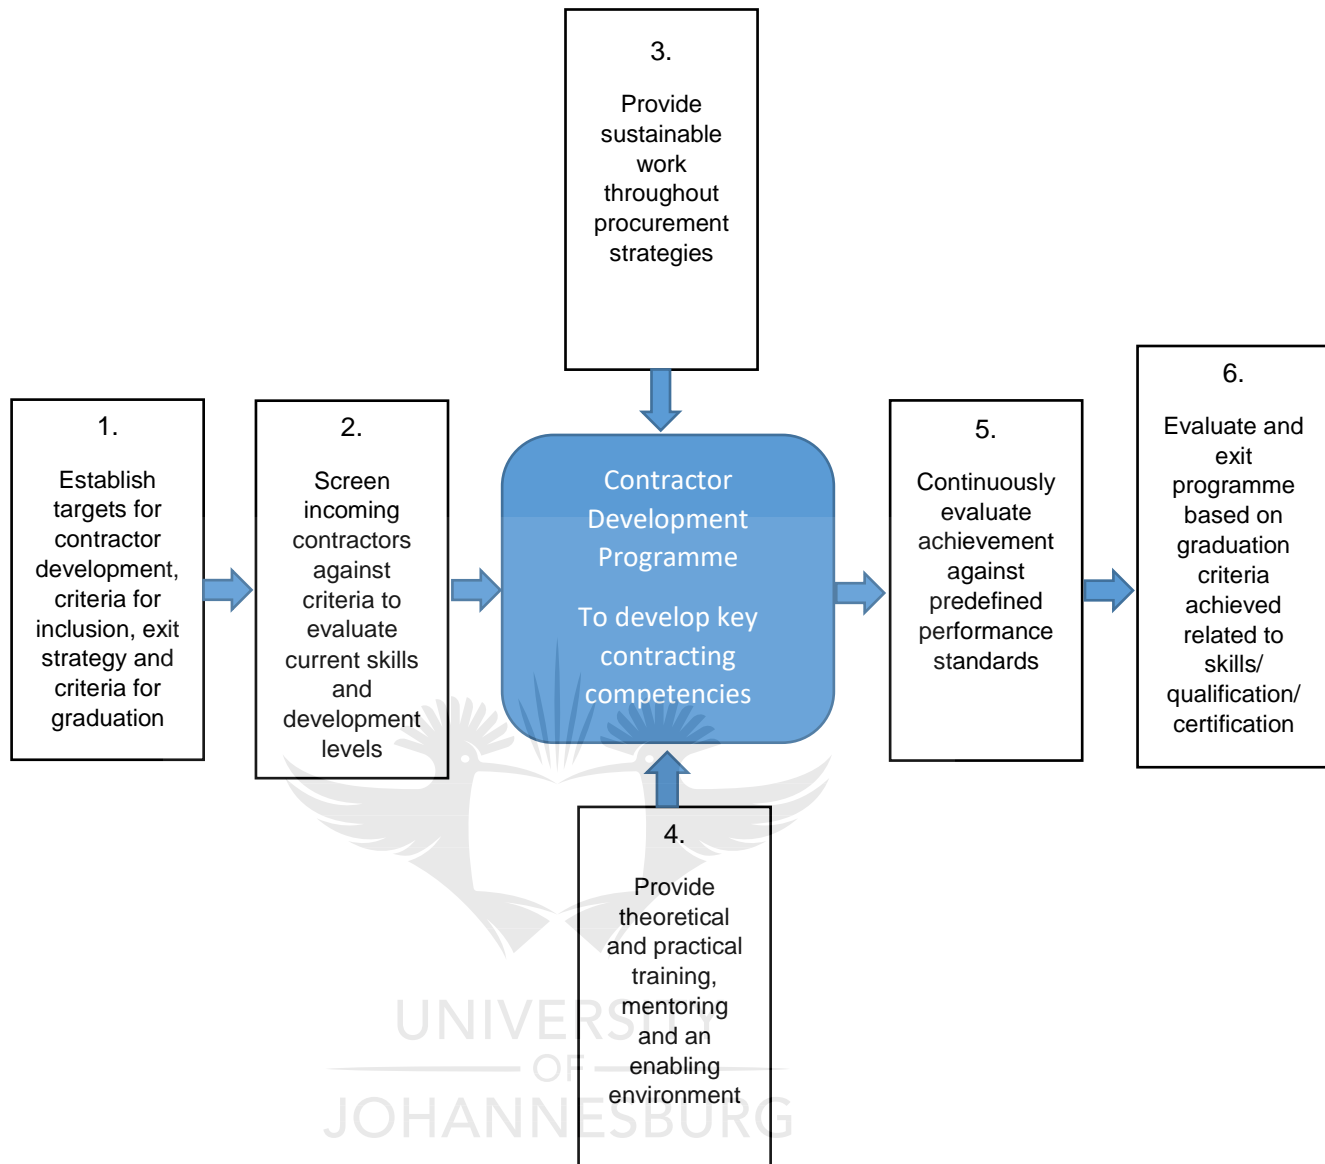 1.
Establish
targets for
contractor
development,
criteria for
inclusion, exit
strategy and
criteria for
graduation
2.
Screen
incoming
contractors
against
criteria to
evaluate
current skills
and
development
levels
3.
Provide
sustainable
work
throughout
procurement
strategies
Contractor
Development
Programme
To develop key
contracting
competencies
4.
Provide
theoretical
and practical
training,
mentoring
and an
enabling
environment
5.
Continuously
evaluate
achievement
against
predefined
performance
standards
6.
Evaluate and
exit
programme
based on
graduation
criteria
achieved
related to
skills/
qualification/
certification
UNIVERSITY
OF
JOHANNESBURG